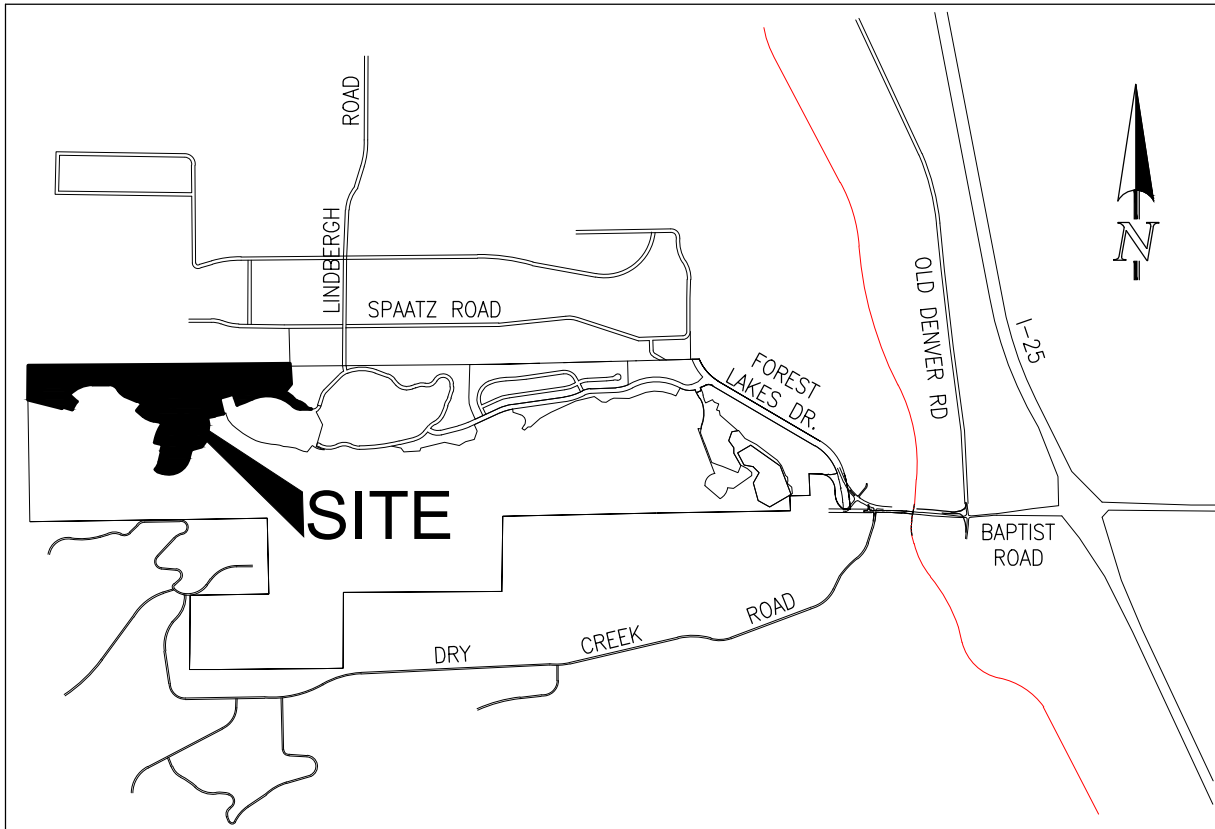 ROAD
LINDBERGH
SPAATZ ROAD
FOREST
LAKES DR.
OLD DENVER RD
I-25
N
SITE
BAPTIST
ROAD
DRY
CREEK
ROAD